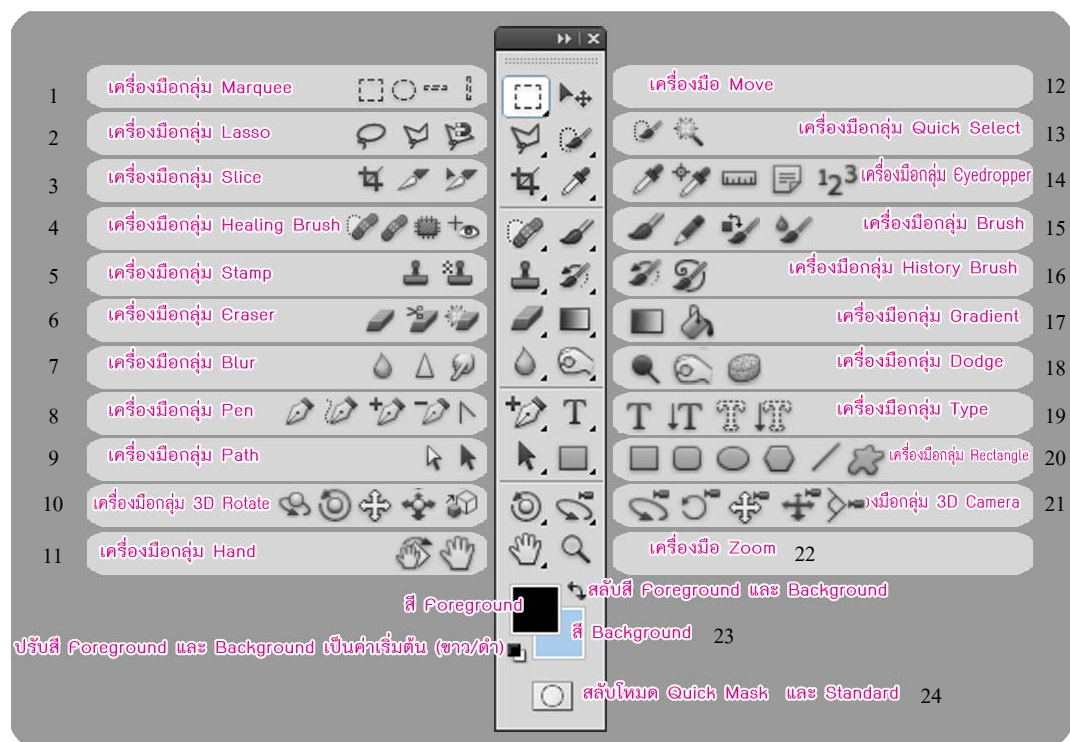 1 เครื่องมือกลุ่ม Marquee
2 เครื่องมือกลุ่ม Lasso
3 เครื่องมือกลุ่ม Slice
4 เครื่องมือกลุ่ม Healing Brush
5 เครื่องมือกลุ่ม Stamp
6 เครื่องมือกลุ่ม Eraser
7 เครื่องมือกลุ่ม Blur
8 เครื่องมือกลุ่ม Pen
9 เครื่องมือกลุ่ม Path
10 เครื่องมือกลุ่ม 3D Rotate
11 เครื่องมือกลุ่ม Hand
เครื่องมือ Move 12
เครื่องมือกลุ่ม Quick Select 13
เครื่องมือกลุ่ม Eyedropper 14
เครื่องมือกลุ่ม Brush 15
เครื่องมือกลุ่ม History Brush 16
เครื่องมือกลุ่ม Gradient 17
เครื่องมือกลุ่ม Dodge 18
เครื่องมือกลุ่ม Type 19
เครื่องมือกลุ่ม Rectangle 20
องมือกลุ่ม 3D Camera 21
เครื่องมือ Zoom 22
สลับสี Foreground และ Background
สี Foreground
สี Background 23
ปรับสี Foreground และ Background เป็นค่าเริ่มต้น (ขาว/ดำ)
สลับโหมด Quick Mask และ Standard 24